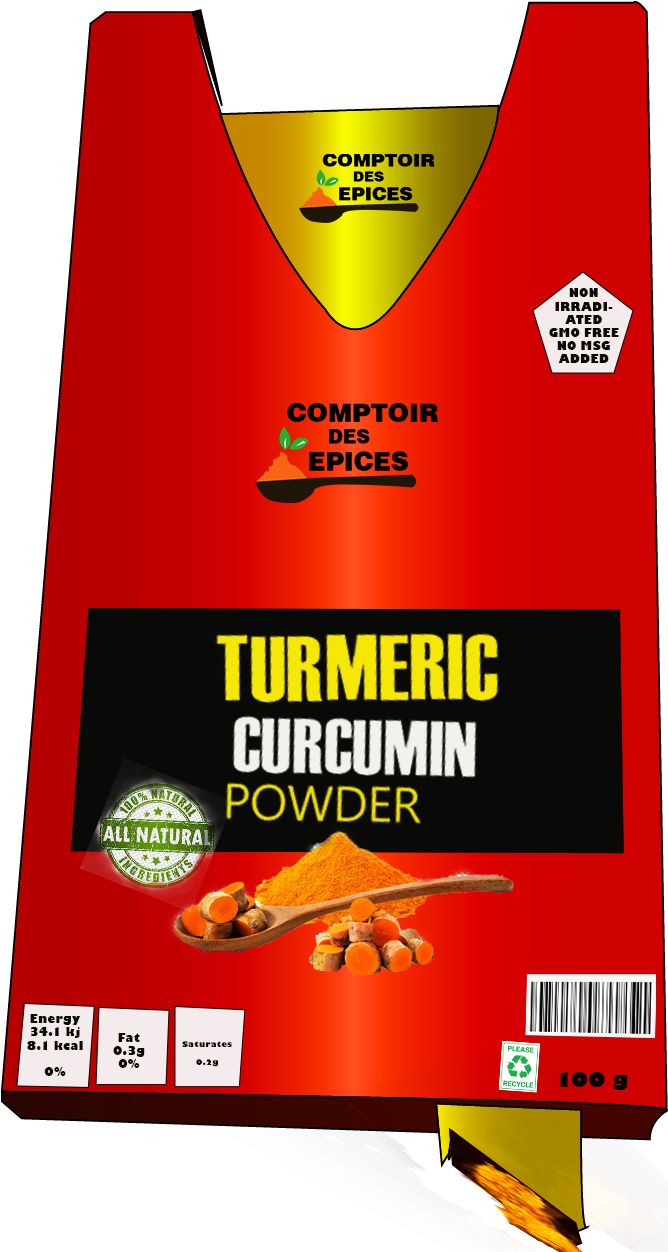 COMPTOIR
DES
EPICES
NON
IRRADI-
ATED
GMO FREE
NO MSG
ADDED
COMPTOIR
DES
EPICES
TURMERIC
CURCUMIN
POWDER
100% NATURAL
ALL NATURAL
INGREDIENTS
Energy
34.1 kj
8.1 kcal
0%
Fat
0.3g
0%
Saturates
0.2g
PLEASE
RECYCLE
100 g